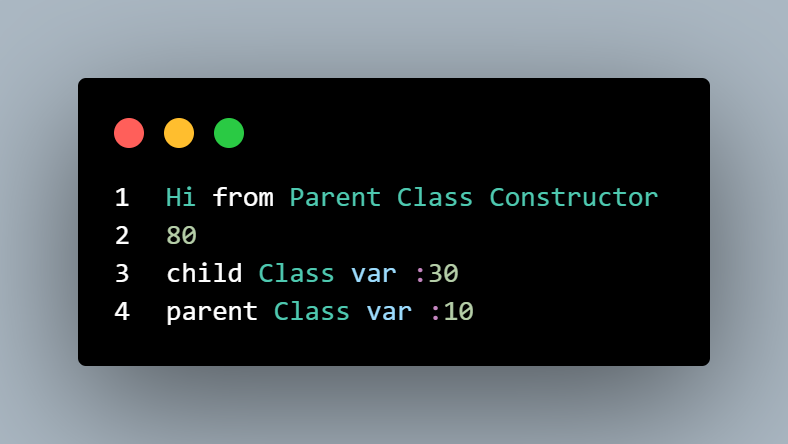 1 Hi from Parent Class Constructor
2 80
3 child Class var :30
4 parent Class var :10